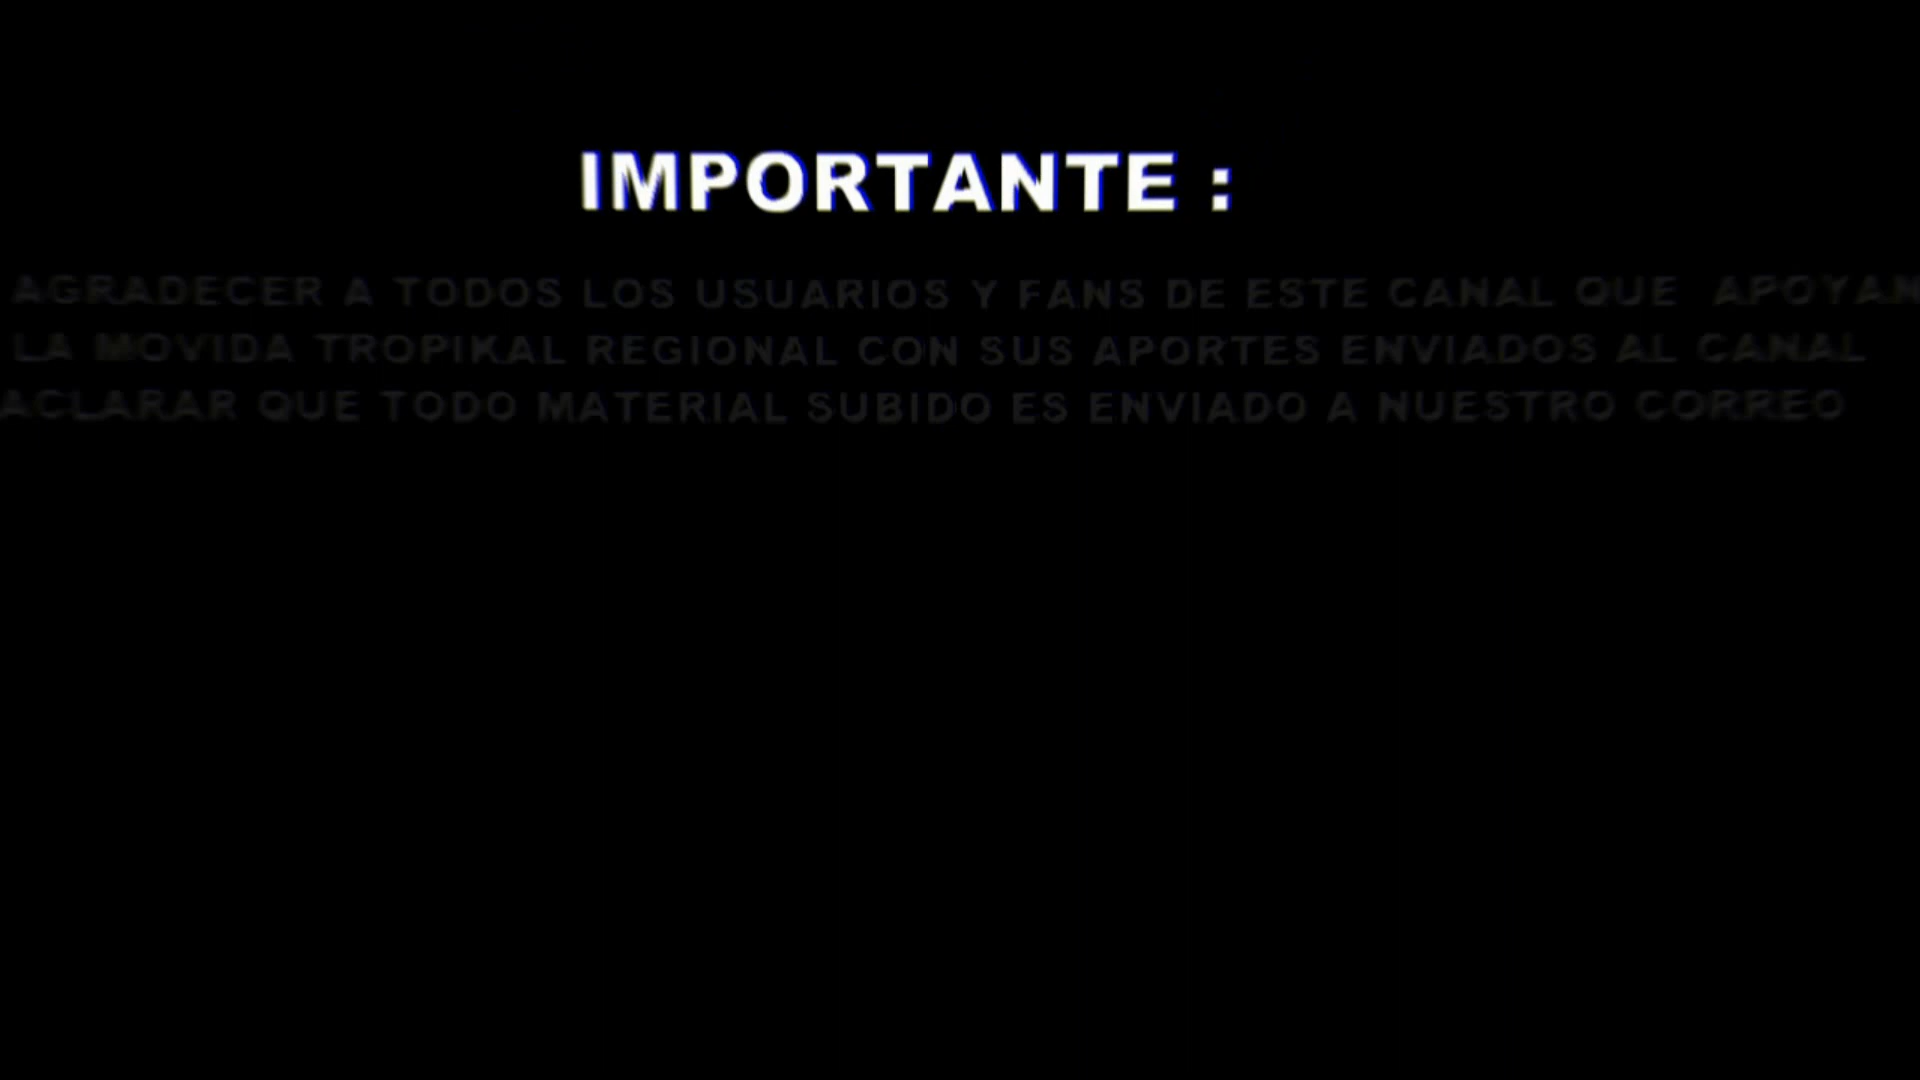 IMPORTANTE :
AGRADECER A TODOS LOS USUARIOS Y FANS DE ESTE CANAL QUE APOYAN
LA MOVIDA TROPIKAL REGIONAL CON SUS APORTES ENVIADOS AL CANAL
ACLARAR QUE TODO MATERIAL SUBIDO ES ENVIADO A NUESTRO CORREO